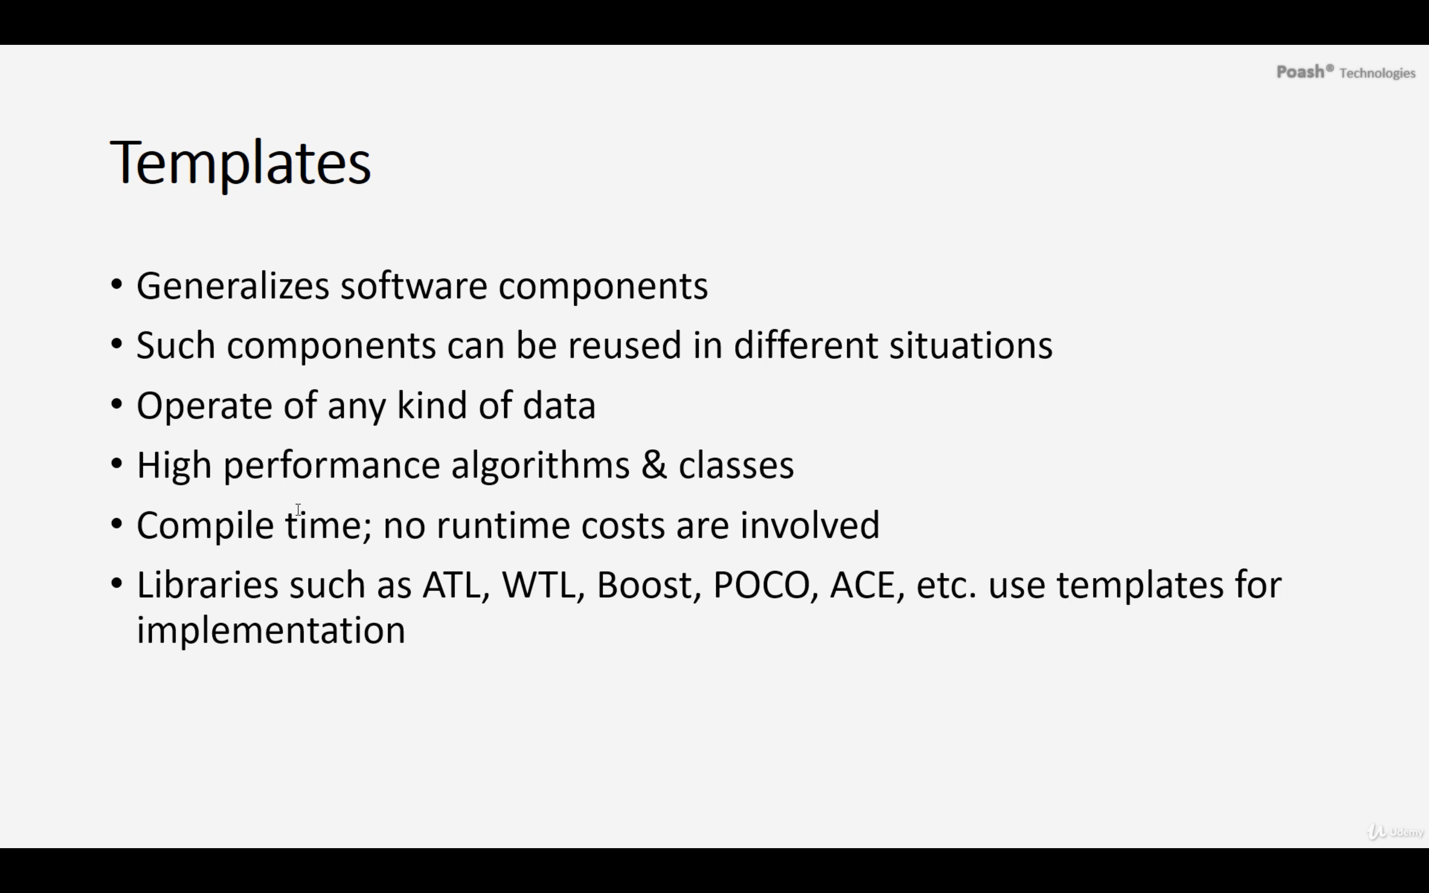 Poash® Technologies
Templates
• Generalizes software components
• Such components can be reused in different situations
• Operate of any kind of data
• High performance algorithms & classes
• Compile time; no runtime costs are involved
• Libraries such as ATL, WTL, Boost, POCO, ACE, etc. use templates for
implementation
Udemy